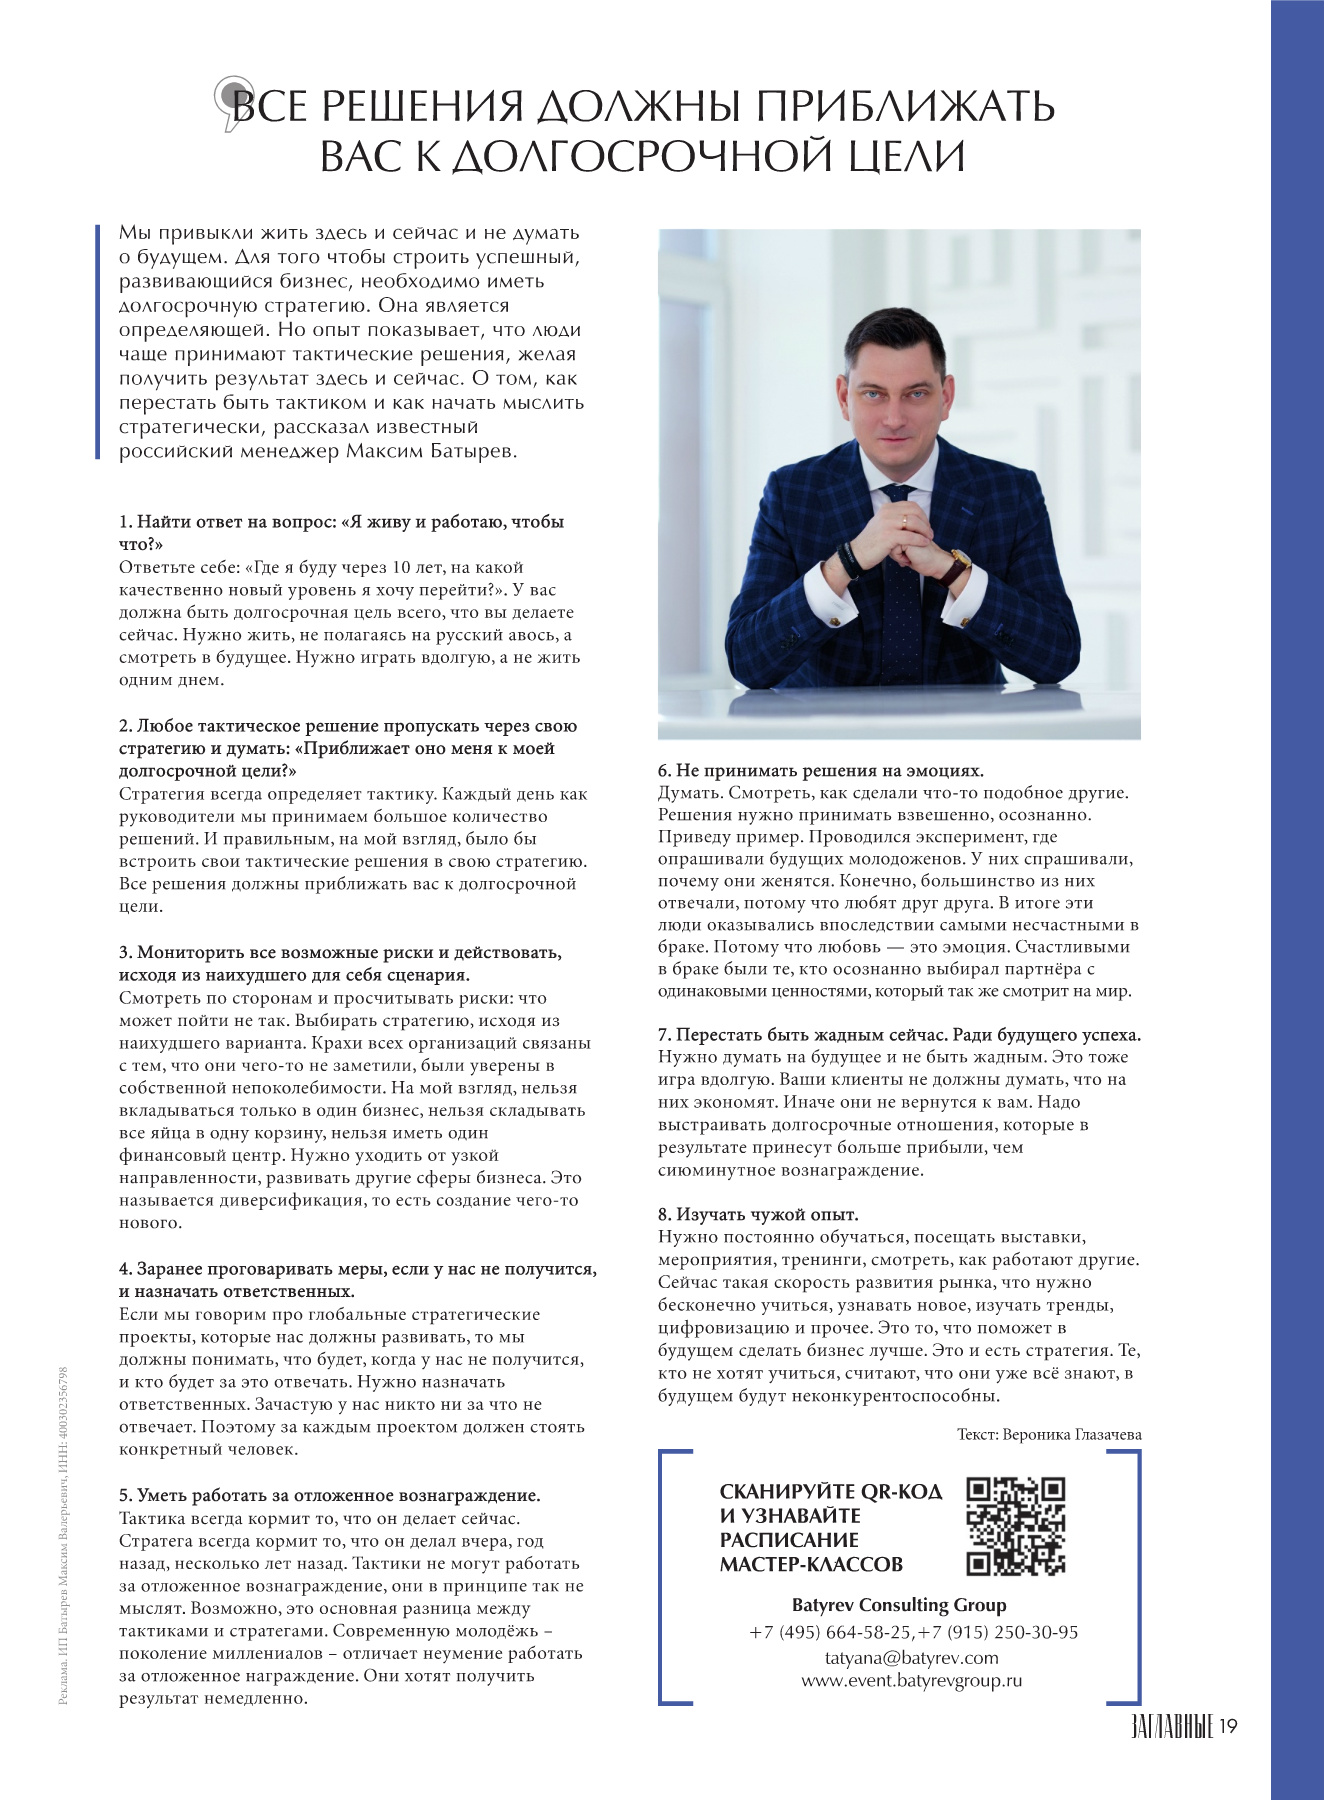 ВСЕ РЕШЕНИЯ ДОЛЖНЫ ПРИБЛИЖАТЬ
ВАС К ДОЛГОСРОЧНОЙ ЦЕЛИ
Мы привыкли жить здесь и сейчас и не думать
о будущем. Для того чтобы строить успешный,
развивающийся бизнес, необходимо иметь
долгосрочную стратегию. Она является
определяющей. Но опыт показывает, что люди
чаще принимают тактические решения, желая
получить результат здесь и сейчас. О том, как
перестать быть тактиком и как начать мыслить
стратегически, рассказал известный
российский менеджер Максим Батырев.
1. Найти ответ на вопрос: «Я живу и работаю, чтобы
что?»
Ответьте себе: «Где я буду через 10 лет, на какой
качественно новый уровень я хочу перейти?». У вас
должна быть долгосрочная цель всего, что вы делаете
сейчас. Нужно жить, не полагаясь на русский авось, а
смотреть в будущее. Нужно играть вдолгую, а не жить
одним днем.
2. Любое тактическое решение пропускать через свою
стратегию и думать: «Приближает оно меня к моей
долгосрочной цели?»
Стратегия всегда определяет тактику. Каждый день как
руководители мы принимаем большое количество
решений. И правильным, на мой взгляд, было бы
встроить свои тактические решения в свою стратегию.
Все решения должны приближать вас к долгосрочной
цели.
3. Мониторить все возможные риски и действовать,
исходя из наихудшего для себя сценария.
Смотреть по сторонам и просчитывать риски: что
может пойти не так. Выбирать стратегию, исходя из
наихудшего варианта. Крахи всех организаций связаны
с тем, что они чего-то не заметили, были уверены в
собственной непоколебимости. На мой взгляд, нельзя
вкладываться только в один бизнес, нельзя складывать
все яйца в одну корзину, нельзя иметь один
финансовый центр. Нужно уходить от узкой
направленности, развивать другие сферы бизнеса. Это
называется диверсификация, то есть создание чего-то
нового.
4. Заранее проговаривать меры, если у нас не получится,
и назначать ответственных.
Если мы говорим про глобальные стратегические
проекты, которые нас должны развивать, то мы
должны понимать, что будет, когда у нас не получится,
и кто будет за это отвечать. Нужно назначать
ответственных. Зачастую у нас никто ни за что не
отвечает. Поэтому за каждым проектом должен стоять
конкретный человек.
5. Уметь работать за отложенное вознаграждение.
Тактика всегда кормит то, что он делает сейчас.
Стратега всегда кормит то, что он делал вчера, год
назад, несколько лет назад. Тактики не могут работать
за отложенное вознаграждение, они в принципе так не
мыслят. Возможно, это основная разница между
тактиками и стратегами. Современную молодёжь –
поколение миллениалов – отличает неумение работать
за отложенное награждение. Они хотят получить
результат немедленно.
6. Не принимать решения на эмоциях.
Думать. Смотреть, как сделали что-то подобное другие.
Решения нужно принимать взвешенно, осознанно.
Приведу пример. Проводился эксперимент, где
опрашивали будущих молодоженов. У них спрашивали,
почему они женятся. Конечно, большинство из них
отвечали, потому что любят друг друга. В итоге эти
люди оказывались впоследствии самыми несчастными в
браке. Потому что любовь — это эмоция. Счастливыми
в браке были те, кто осознанно выбирал партнёра с
одинаковыми ценностями, который так же смотрит на мир.
7. Перестать быть жадным сейчас. Ради будущего успеха.
Нужно думать на будущее и не быть жадным. Это тоже
игра вдолгую. Ваши клиенты не должны думать, что на
них экономят. Иначе они не вернутся к вам. Надо
выстраивать долгосрочные отношения, которые в
результате принесут больше прибыли, чем
сиюминутное вознаграждение.
8. Изучать чужой опыт.
Нужно постоянно обучаться, посещать выставки,
мероприятия, тренинги, смотреть, как работают другие.
Сейчас такая скорость развития рынка, что нужно
бесконечно учиться, узнавать новое, изучать тренды,
цифровизацию и прочее. Это то, что поможет в
будущем сделать бизнес лучше. Это и есть стратегия. Те,
кто не хотят учиться, считают, что они уже всё знают, в
будущем будут неконкурентоспособны.
Текст: Вероника Глазачева
СКАНИРУЙТЕ QR-КОД
И УЗНАВАЙТЕ
РАСПИСАНИЕ
МАСТЕР-КЛАССОВ
Batyrev Consulting Group
+7 (495) 664-58-25,+7 (915) 250-30-95
tatyana@batyrev.com
www.event.batyrevgroup.ru
Реклама. ИП Батырев Максим Валерьевич, ИНН: 400302356798
ЗАГЛАВНЫЕ 19